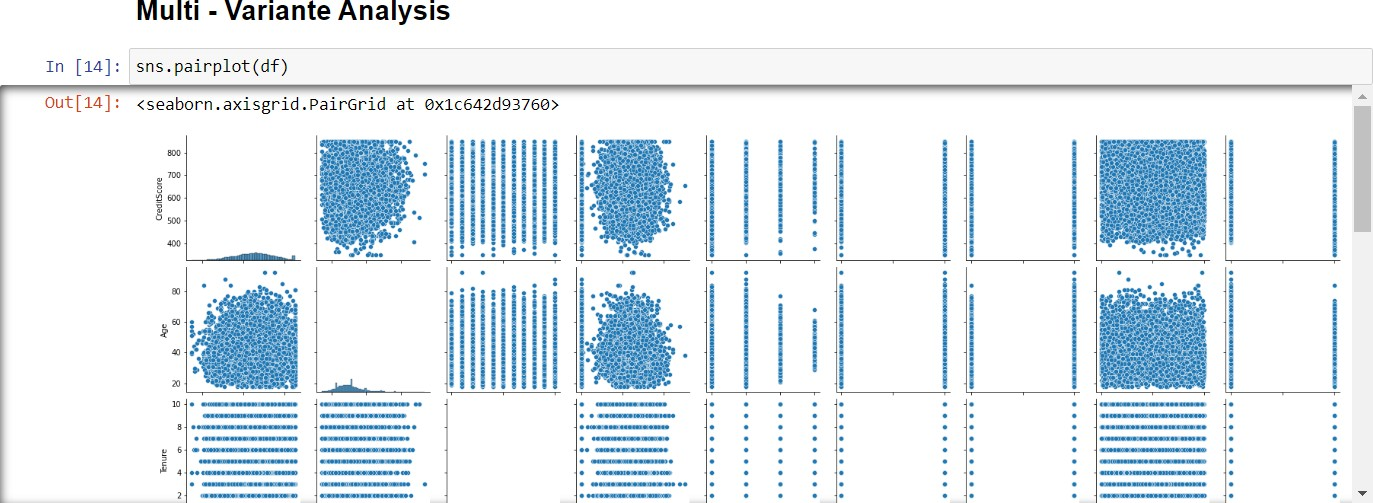 Multi - Variante Analysis
In [14]: sns.pairplot(df)
Out[14]: <seaborn.axisgrid.PairGrid at 0x1c642d93760>
800
700
600
500
400
CreditScore
80
60
40
20
Age
10
8
6
4
2
Tenure